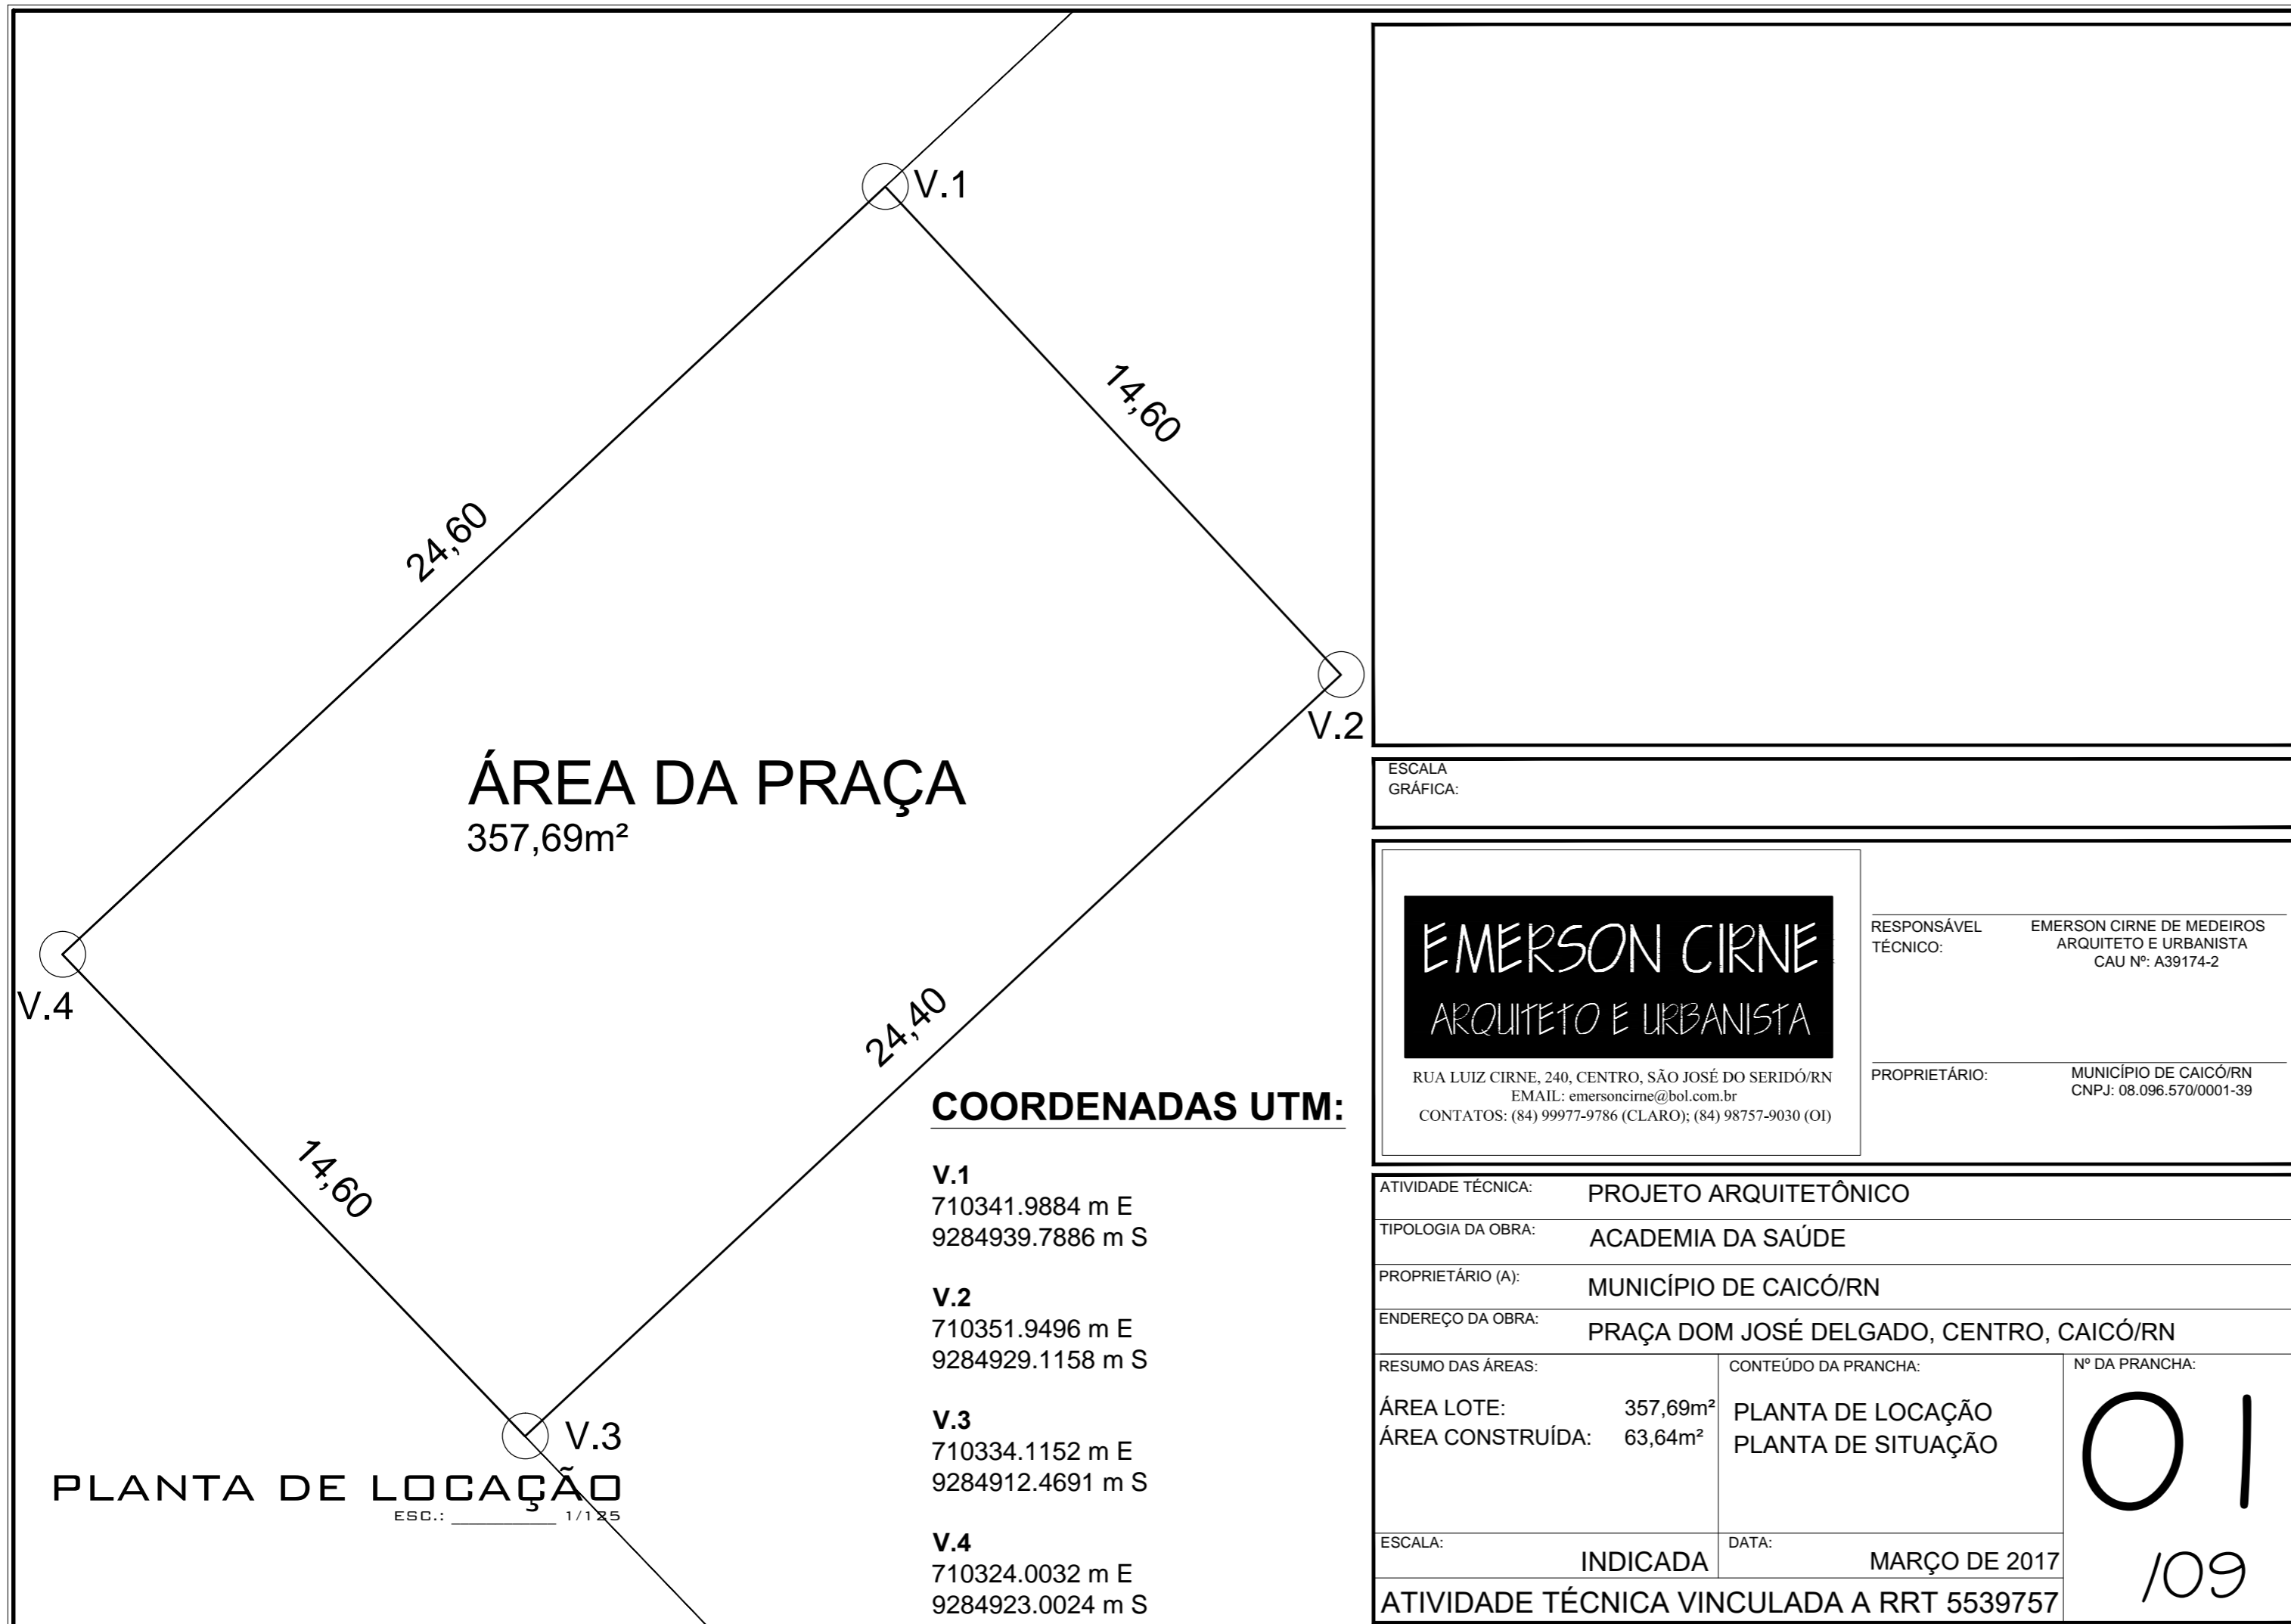 V.1
14,60
24,60
V.2
ÁREA DA PRAÇA
357,69m²
V.4
24,40
14,60
V.3
PLANTA DE LOCAÇÃO
ESC.: ___________ 1/125
COORDENADAS UTM:
V.1
710341.9884 m E
9284939.7886 m S
V.2
710351.9496 m E
9284929.1158 m S
V.3
710334.1152 m E
9284912.4691 m S
V.4
710324.0032 m E
9284923.0024 m S
ESCALA
GRÁFICA:
EMERSON CIRNE
ARQUITETO E URBANISTA
RUA LUIZ CIRNE, 240, CENTRO, SÃO JOSÉ DO SERIDÓ/RN
EMAIL: emersoncirne@bol.com.br
CONTATOS: (84) 99977-9786 (CLARO); (84) 98757-9030 (OI)
RESPONSÁVEL
TÉCNICO:
EMERSON CIRNE DE MEDEIROS
ARQUITETO E URBANISTA
CAU Nº: A39174-2
PROPRIETÁRIO:
MUNICÍPIO DE CAICÓ/RN
CNPJ: 08.096.570/0001-39
ATIVIDADE TÉCNICA: PROJETO ARQUITETÔNICO
TIPOLOGIA DA OBRA: ACADEMIA DA SAÚDE
PROPRIETÁRIO (A): MUNICÍPIO DE CAICÓ/RN
ENDEREÇO DA OBRA: PRAÇA DOM JOSÉ DELGADO, CENTRO, CAICÓ/RN
RESUMO DAS ÁREAS:
ÁREA LOTE: 357,69m²
ÁREA CONSTRUÍDA: 63,64m²
CONTEÚDO DA PRANCHA:
PLANTA DE LOCAÇÃO
PLANTA DE SITUAÇÃO
Nº DA PRANCHA:
01
/09
ESCALA: INDICADA
DATA: MARÇO DE 2017
ATIVIDADE TÉCNICA VINCULADA A RRT 5539757